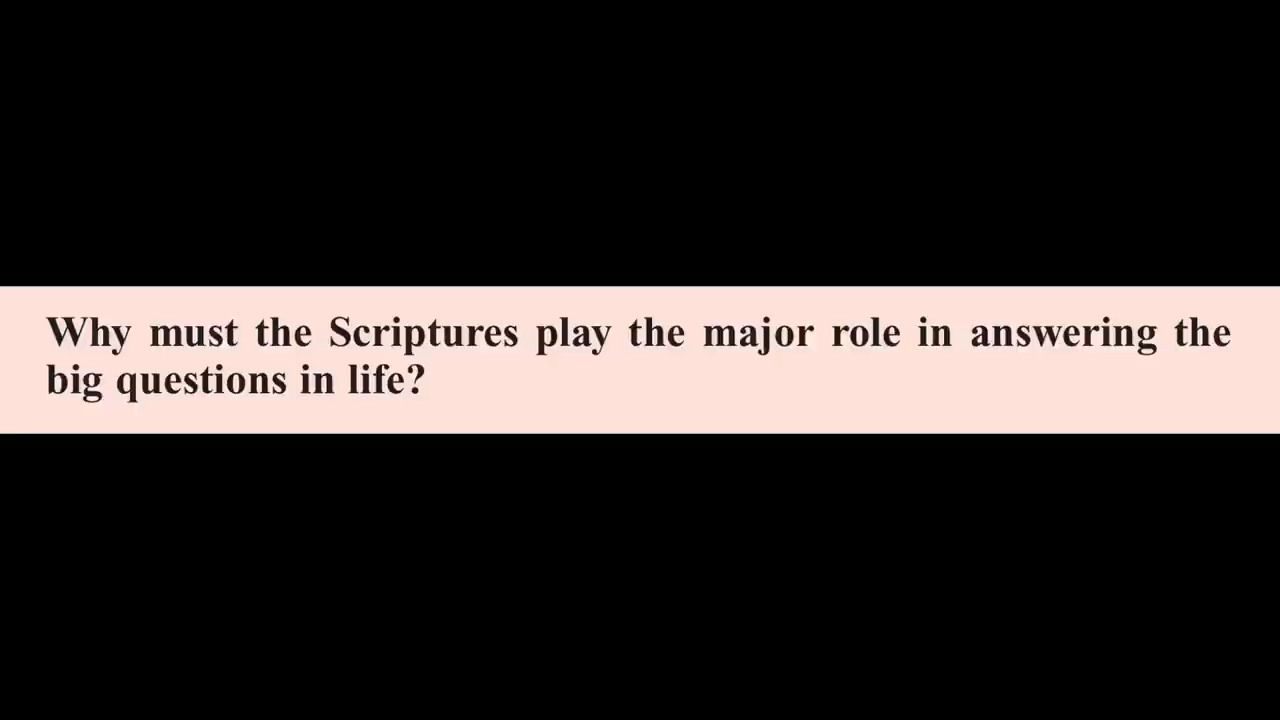 Why must the Scriptures play the major role in answering the
big questions in life?